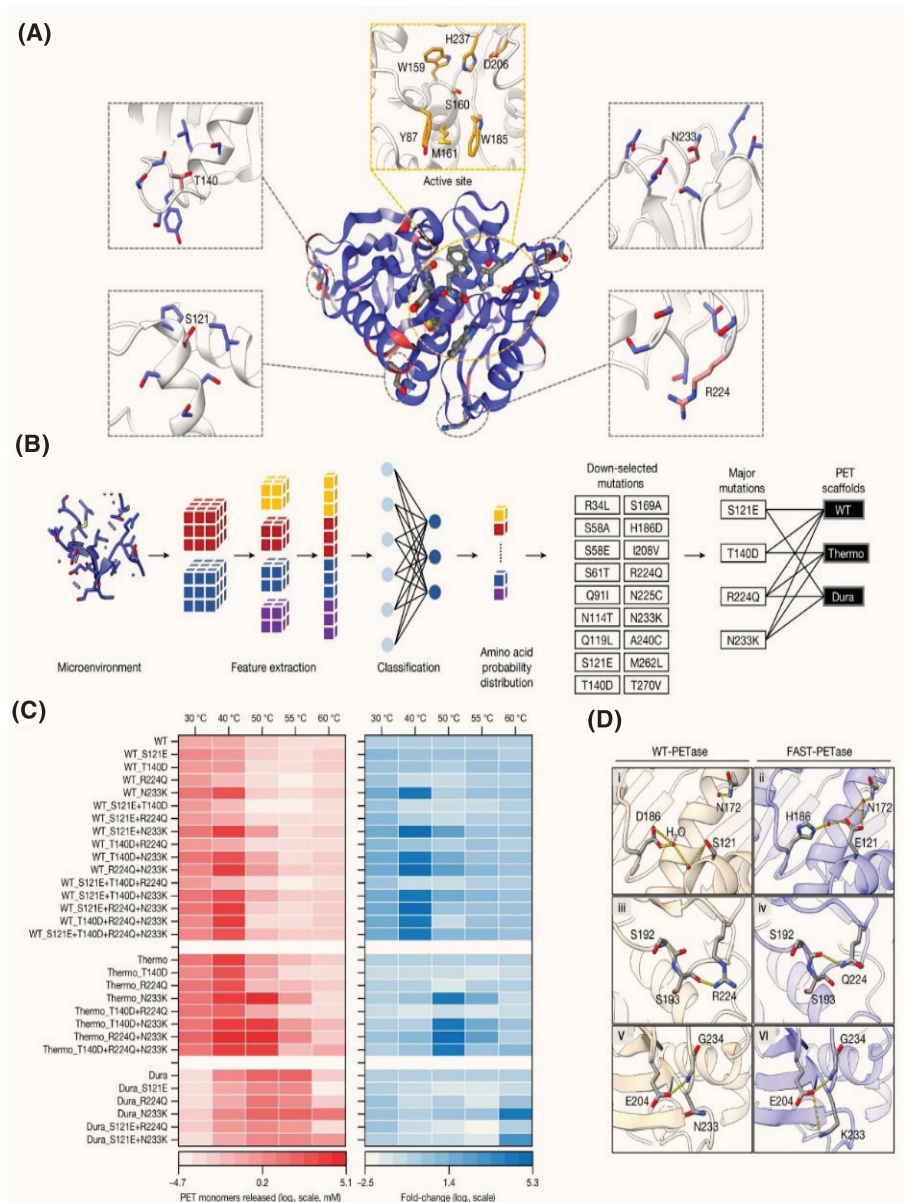 (A)
H237
W159
D206
S160
Y87
M161
W185
Active site
T140
N233
S121
R224
(B)
Microenvironment
Feature extraction
Classification
Amino acid
probability
distribution
Down-selected
mutations
R34L S169A
S58A H186D
S58E I208V
S61T R224Q
Q91I N225C
N114T N233K
Q119L A240C
S121E M262L
T140D T270V
Major
mutations
S121E
T140D
R224Q
N233K
PET
scaffolds
WT
Thermo
Dura
(C)
30 °C 40 °C 50 °C 55 °C 60 °C 30 °C 40 °C 50 °C 55 °C 60 °C
WT
WT_S121E
WT_T140D
WT_R224Q
WT_N233K
WT_S121E+T140D
WT_S121E+R224Q
WT_S121E+N233K
WT_T140D+R224Q
WT_T140D+N233K
WT_R224Q+N233K
WT_S121E+T140D+R224Q
WT_S121E+T140D+N233K
WT_S121E+R224Q+N233K
WT_T140D+R224Q+N233K
WT_S121E+T140D+R224Q+N233K
Thermo
Thermo_T140D
Thermo_R224Q
Thermo_N233K
Thermo_T140D+R224Q
Thermo_T140D+N233K
Thermo_R224Q+N233K
Thermo_T140D+R224Q+N233K
Dura
Dura_S121E
Dura_R224Q
Dura_N233K
Dura_S121E+R224Q
Dura_S121E+N233K
−4.7 0.2 5.1
PET monomers released (log₂ scale, mM)
−2.5 1.4 5.3
Fold-change (log₂ scale)
(D)
WT-PETase
FAST-PETase
i
N172
D186
H₂O
S121
ii
N172
H186
E121
iii
S192
S193
R224
iv
S192
S193
Q224
V
G234
E204
N233
VI
G234
E204
K233